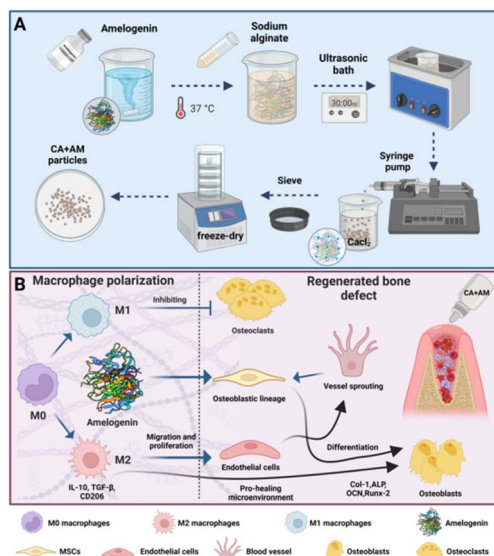 A
Amelogenin
Sodium
alginate
Ultrasonic
bath
37 °C
30:00m
CA+AM
particles
freeze-dry
Sieve
Syringe
pump
Cacl2
B
Macrophage polarization
Regenerated bone
defect
M1
Inhibiting
Osteoclasts
CA+AM
M0
Amelogenin
Osteoblastic lineage
Vessel sprouting
M2
Migration and
proliferation
Endothelial cells
Differentiation
IL-10, TGF-β,
CD206
Pro-healing
microenvironment
Col-1,ALP,
OCN,Runx-2
Osteoblasts
M0 macrophages
M2 macrophages
M1 macrophages
Amelogenin
MSCs
Endothelial cells
Blood vessel
Osteoblasts
Osteoclasts